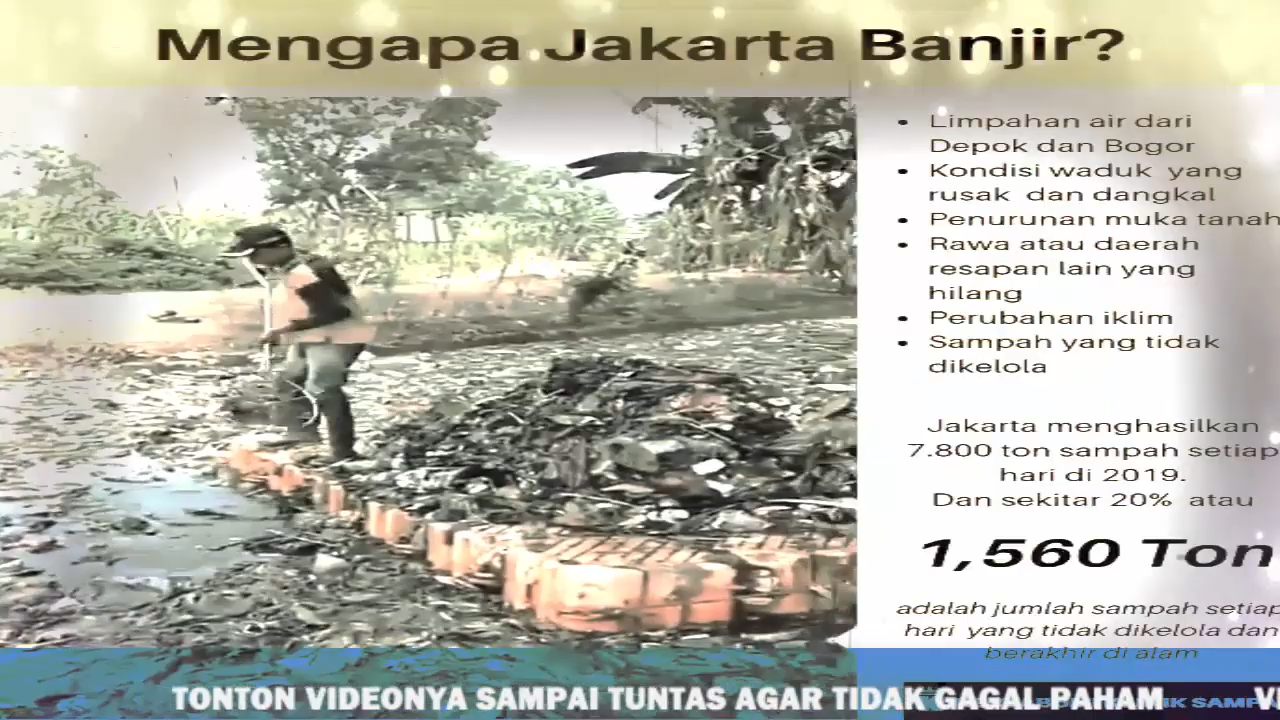 Mengapa Jakarta Banjir?
• Limpahan air dari
Depok dan Bogor
• Kondisi waduk yang
rusak dan dangkal
• Penurunan muka tanah
• Rawa atau daerah
resapan lain yang
hilang
• Perubahan iklim
• Sampah yang tidak
dikelola
Jakarta menghasilkan
7.800 ton sampah setiap
hari di 2019.
Dan sekitar 20% atau
1,560 Ton
adalah jumlah sampah setiap
hari yang tidak dikelola dan
berakhir di alam
TONTON VIDEONYA SAMPAI TUNTAS AGAR TIDAK GAGAL PAHAM